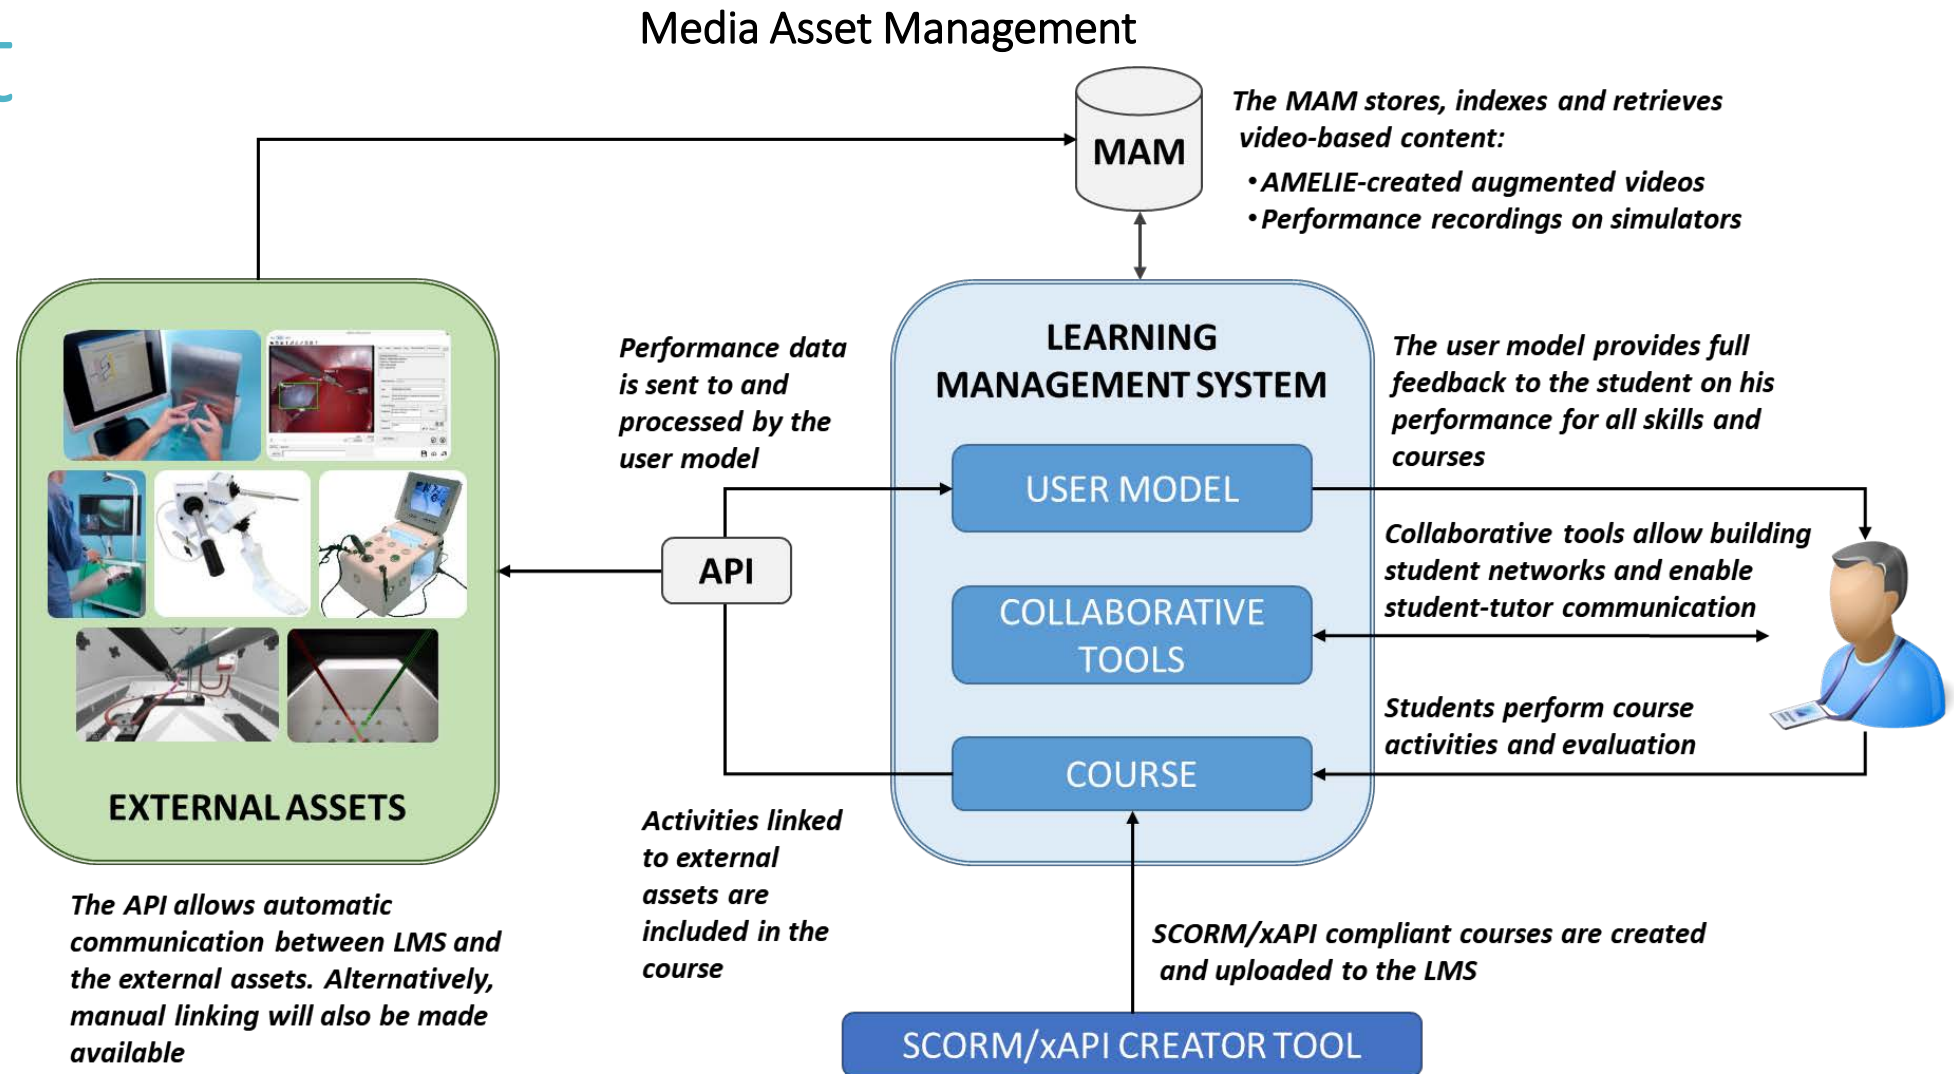 Media Asset Management
MAM
The MAM stores, indexes and retrieves
video-based content:
• AMELIE-created augmented videos
• Performance recordings on simulators
EXTERNAL ASSETS
The API allows automatic
communication between LMS and
the external assets. Alternatively,
manual linking will also be made
available
Performance data
is sent to and
processed by the
user model
API
Activities linked
to external
assets are
included in the
course
LEARNING
MANAGEMENT SYSTEM
USER MODEL
COLLABORATIVE
TOOLS
COURSE
The user model provides full
feedback to the student on his
performance for all skills and
courses
Collaborative tools allow building
student networks and enable
student-tutor communication
Students perform course
activities and evaluation
SCORM/xAPI compliant courses are created
and uploaded to the LMS
SCORM/xAPI CREATOR TOOL